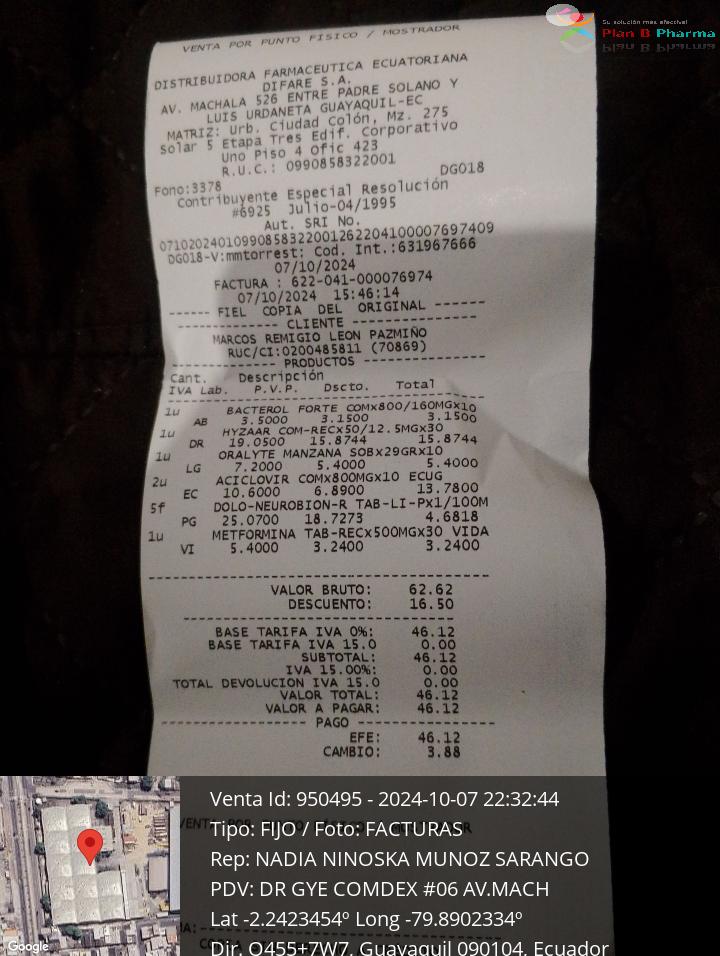 Su solución mas efectiva!
Plan B Pharma
VENTA POR PUNTO FISICO / MOSTRADOR
DISTRIBUIDORA FARMACEUTICA ECUATORIANA
DIFARE S.A.
AV. MACHALA 526 ENTRE PADRE SOLANO Y
LUIS URDANETA GUAYAQUIL-EC
MATRIZ: Urb. Ciudad Colón, Mz. 275
Solar 5 Etapa Tres Edif. Corporativo
Uno Piso 4 Ofic 423
R.U.C.: 0990858322001
Fono:3378 DG018
Contribuyente Especial Resolución
#6925 Julio-04/1995
Aut. SRI No.
07102024010990858322001262204100007697409
DG018-V:mmtorrest: Cod. Int.:631967666
07/10/2024
FACTURA : 622-041-000076974
07/10/2024 15:46:14
------ FIEL COPIA DEL ORIGINAL ------
------------- CLIENTE ---------------
MARCOS REMIGIO LEON PAZMIÑO
RUC/CI:0200485811 (70869)
------------- PRODUCTOS -------------
Cant. Descripción
IVA Lab. P.V.P. Dscto. Total
1u BACTEROL FORTE COMx800/160MGx10
AB 3.5000 3.1500 3.1500
1u HYZAAR COM-RECx50/12.5MGx30
DR 19.0500 15.8744 15.8744
1u ORALYTE MANZANA SOBx29GRx10
LG 7.2000 5.4000 5.4000
2u ACICLOVIR COMx800MGx10 ECUG
EC 10.6000 6.8900 13.7800
5f DOLO-NEUROBION-R TAB-LI-Px1/100M
PG 25.0700 18.7273 4.6818
1u METFORMINA TAB-RECx500MGx30 VIDA
VI 5.4000 3.2400 3.2400
VALOR BRUTO: 62.62
DESCUENTO: 16.50
BASE TARIFA IVA 0%: 46.12
BASE TARIFA IVA 15.0 0.00
SUBTOTAL: 46.12
IVA 15.00%: 0.00
TOTAL DEVOLUCION IVA 15.0 0.00
VALOR TOTAL: 46.12
VALOR A PAGAR: 46.12
---------------- PAGO ----------------
EFE: 46.12
CAMBIO: 3.88
Venta Id: 950495 - 2024-10-07 22:32:44
Tipo: FIJO / Foto: FACTURAS
Rep: NADIA NINOSKA MUNOZ SARANGO
PDV: DR GYE COMDEX #06 AV.MACH
Lat -2.2423454º Long -79.8902334º
Dir. Q455+7W7, Guayaquil 090104, Ecuador
Google